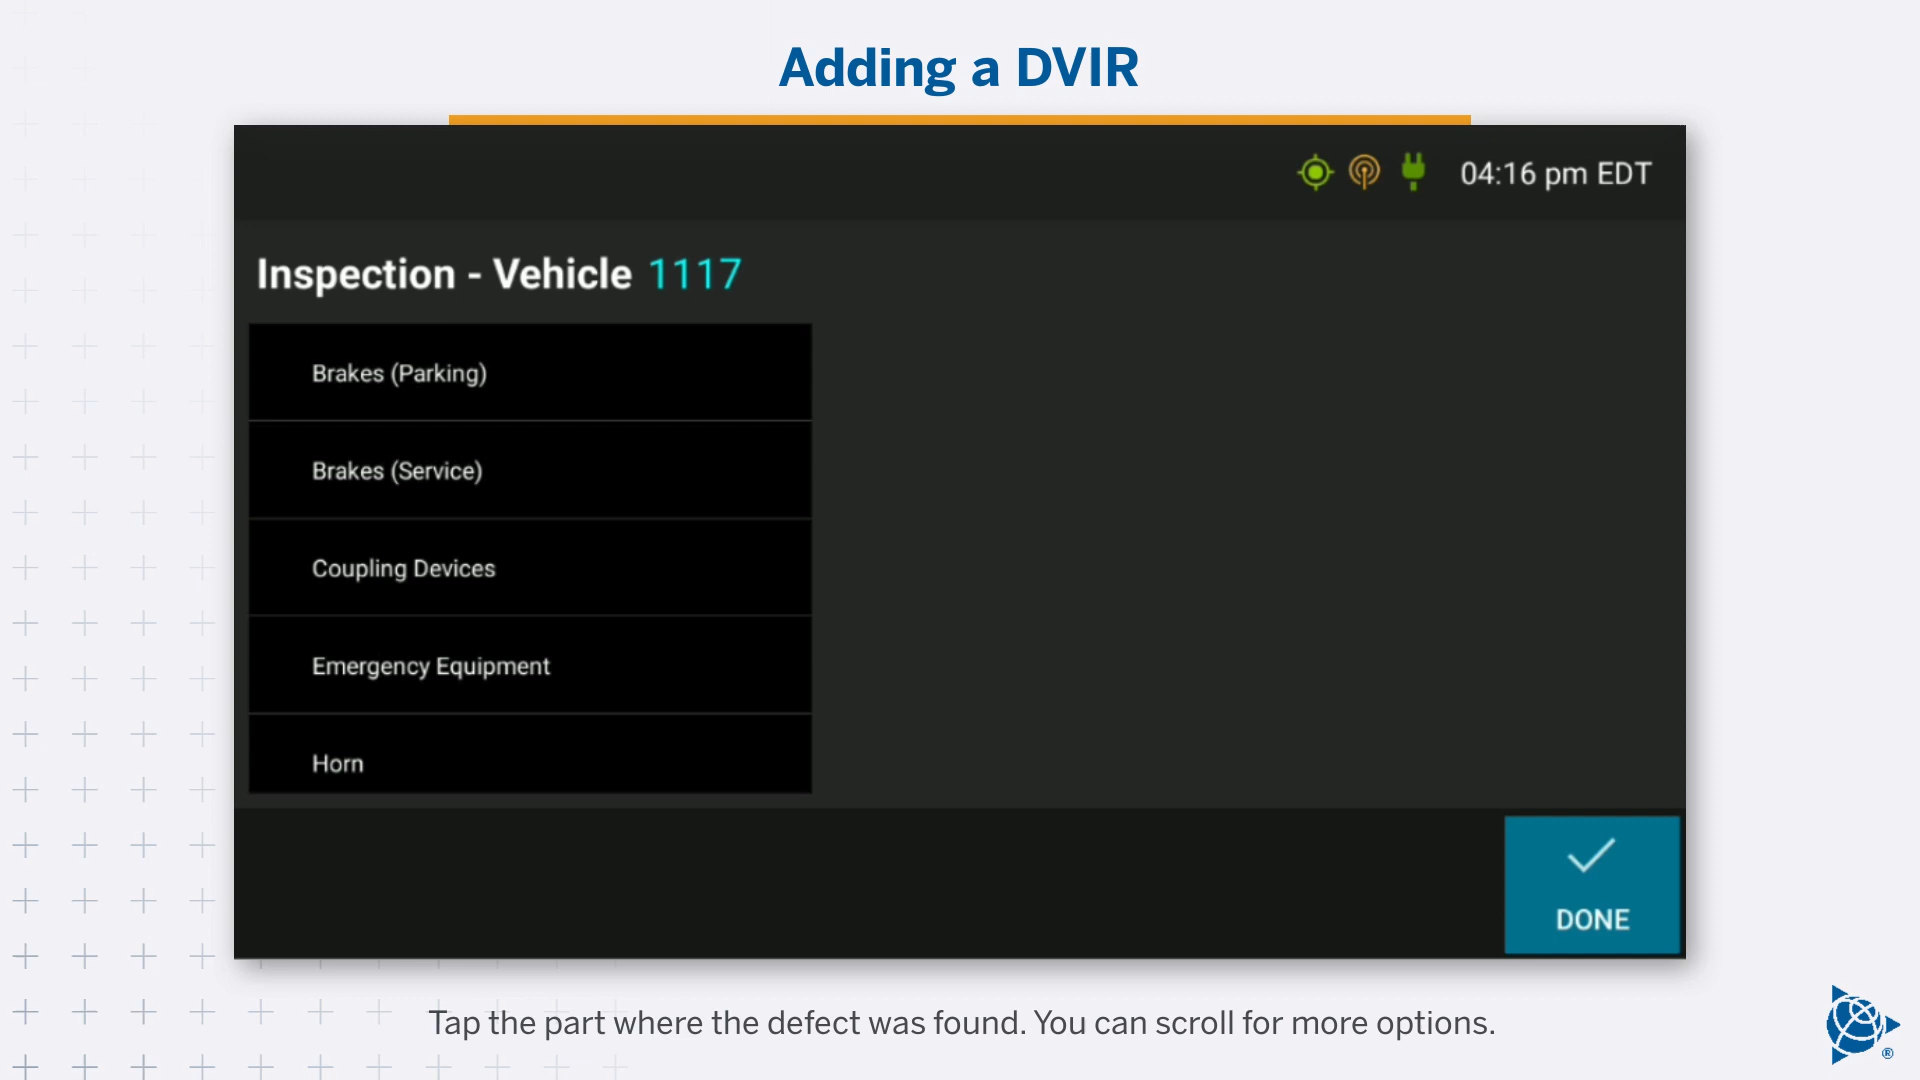 Adding a DVIR
04:16 pm EDT
Inspection - Vehicle 1117
Brakes (Parking)
Brakes (Service)
Coupling Devices
Emergency Equipment
Horn
DONE
Tap the part where the defect was found. You can scroll for more options.
®